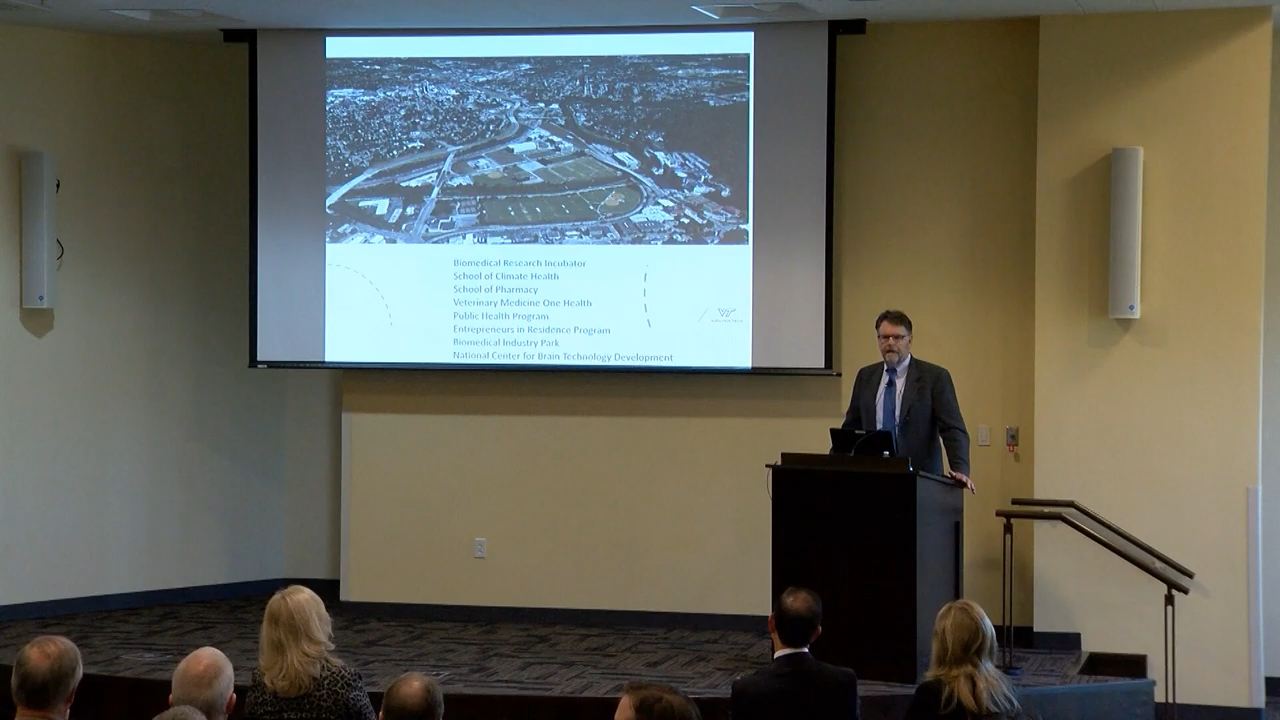 Biomedical Research Incubator
School of Climate Health
School of Pharmacy
Veterinary Medicine One Health
Public Health Program
Entrepreneurs in Residence Program
Biomedical Industry Park
National Center for Brain Technology Development